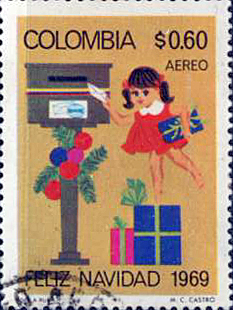 COLOMBIA $0.60
AEREO
FELIZ NAVIDAD 1969
M. C. CASTRO